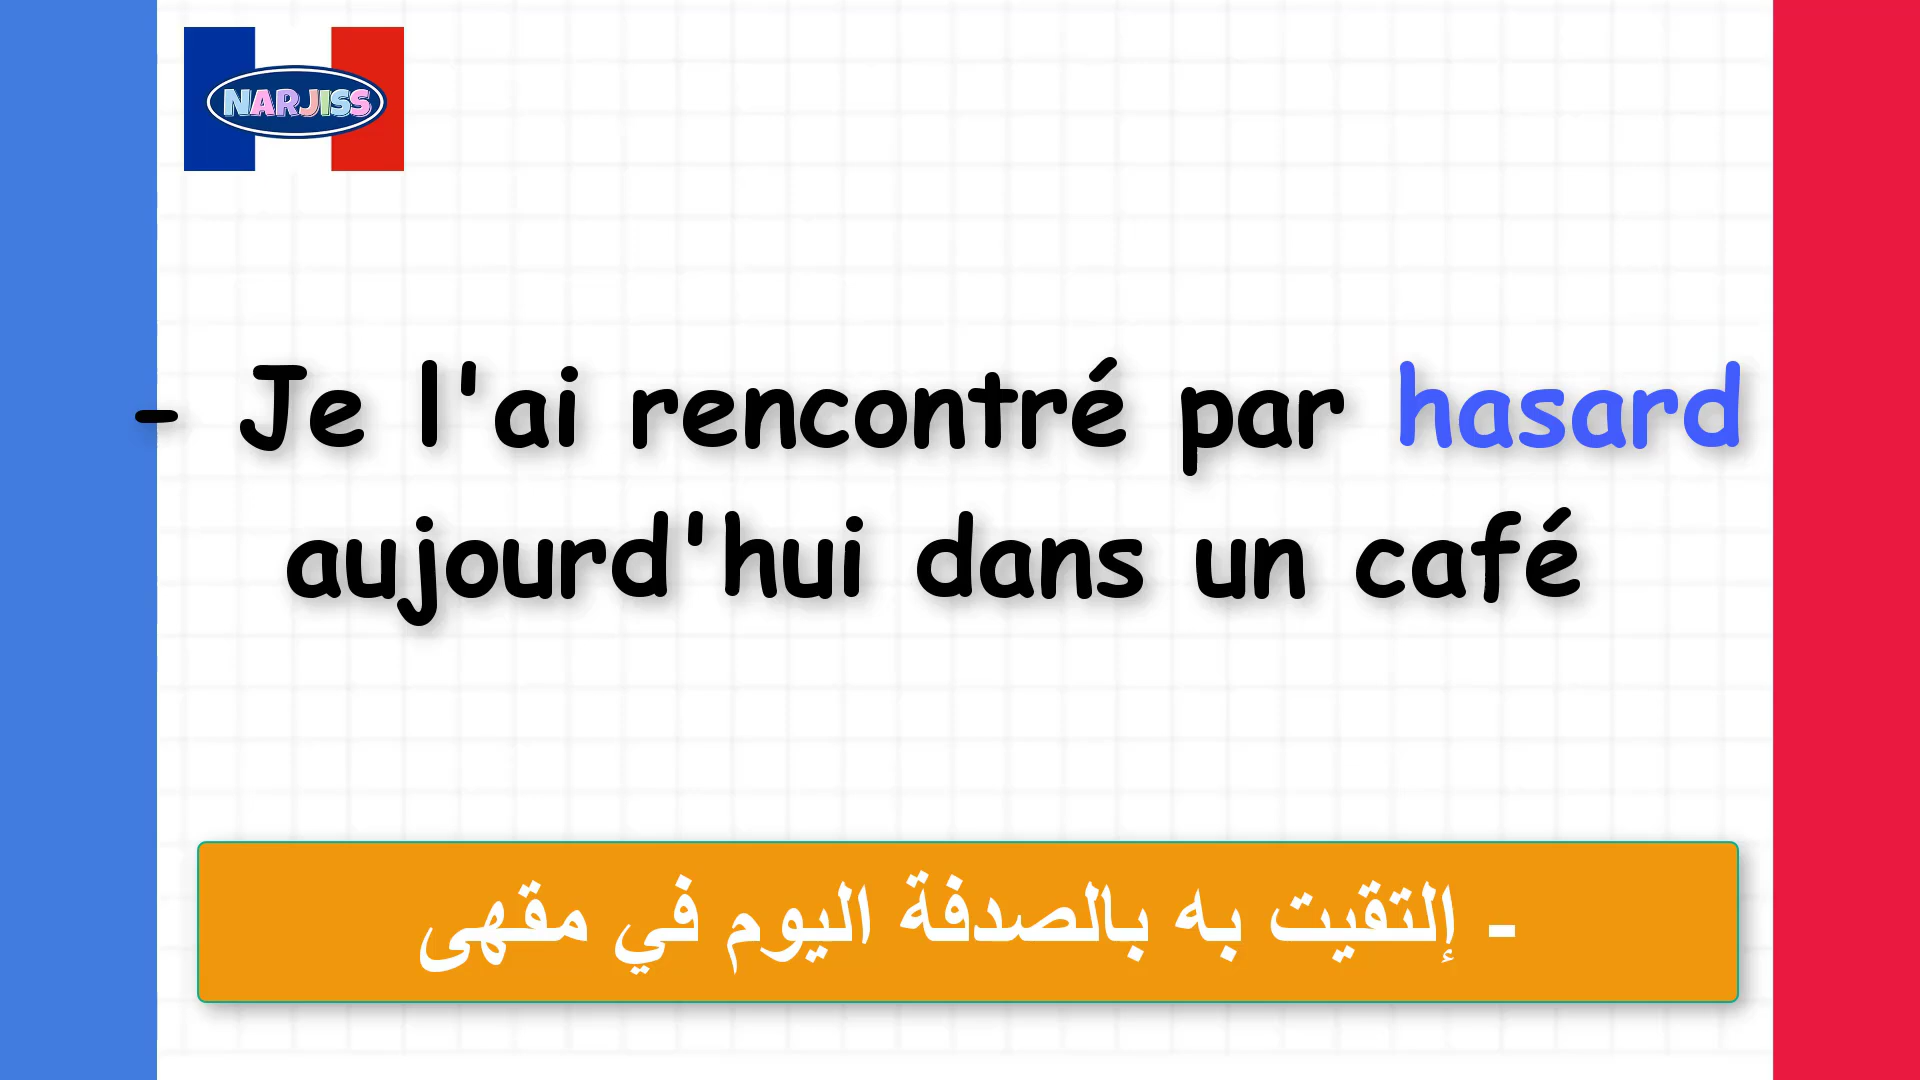 NARJISS
- Je l'ai rencontré par hasard
aujourd'hui dans un café
- إلتقيت به بالصدفة اليوم في مقهى